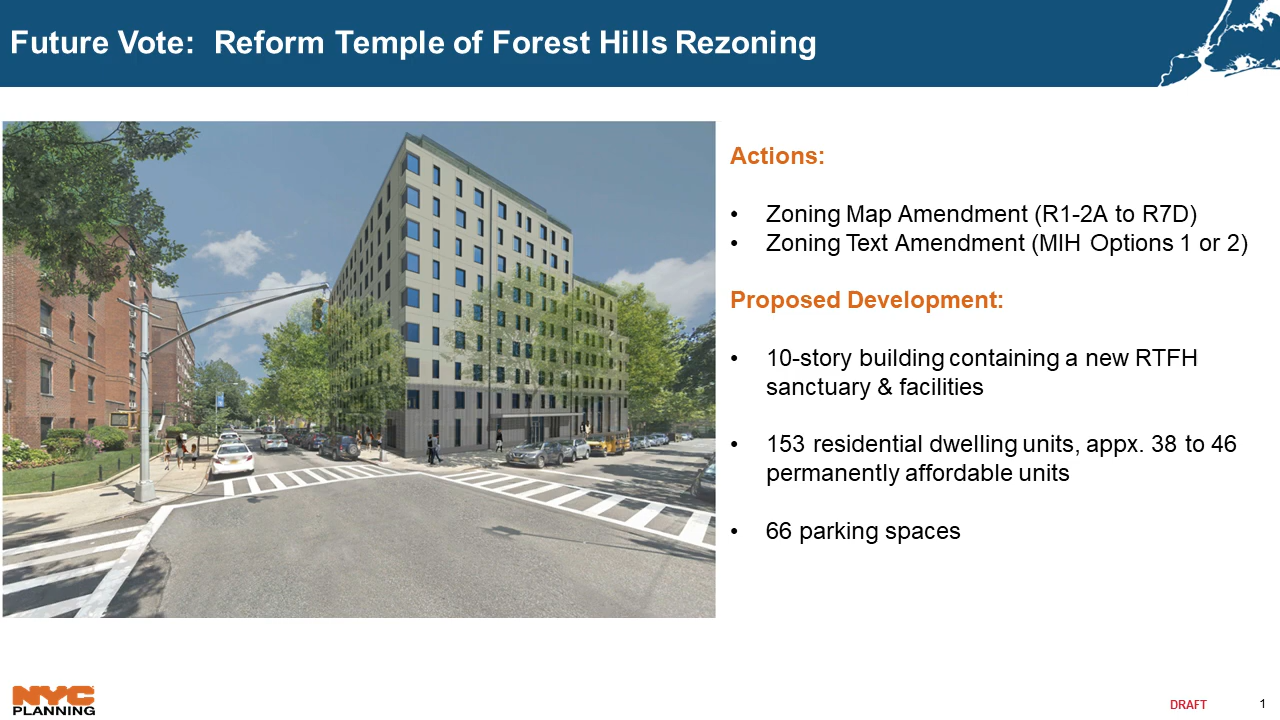 Future Vote:  Reform Temple of Forest Hills Rezoning
Actions:
• Zoning Map Amendment (R1-2A to R7D)
• Zoning Text Amendment (MIH Options 1 or 2)
Proposed Development:
• 10-story building containing a new RTFH
sanctuary & facilities
• 153 residential dwelling units, appx. 38 to 46
permanently affordable units
• 66 parking spaces
NYC
PLANNING
DRAFT
1